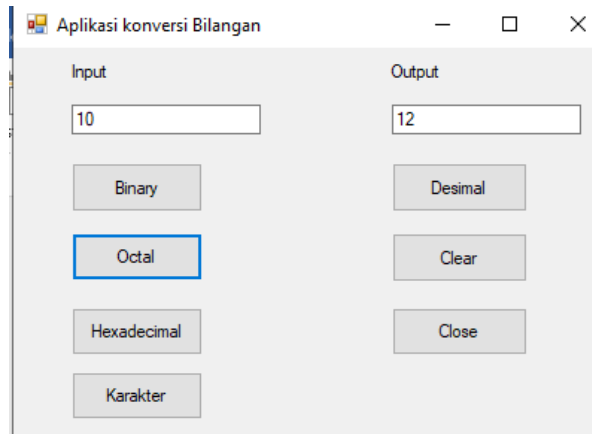 Aplikasi konversi Bilangan
Input Output
10 12
Binary Desimal
Octal Clear
Hexadecimal Close
Karakter